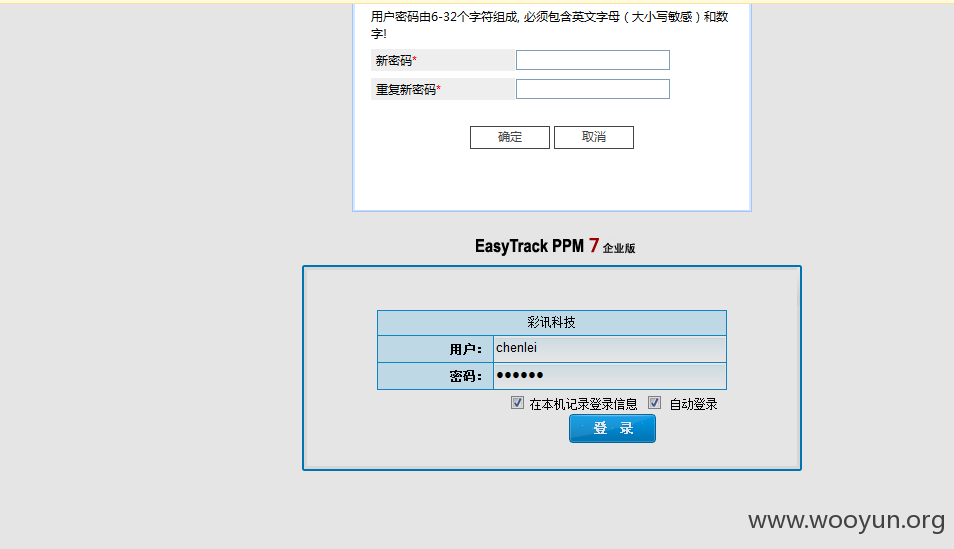 用户密码由6-32个字符组成, 必须包含英文字母（大小写敏感）和数
字!
新密码*
重复新密码*
确定 取消
EasyTrack PPM 7 企业版
彩讯科技
用户： chenlei
密码： ●●●●●●
在本机记录登录信息 自动登录
登 录
www.wooyun.org